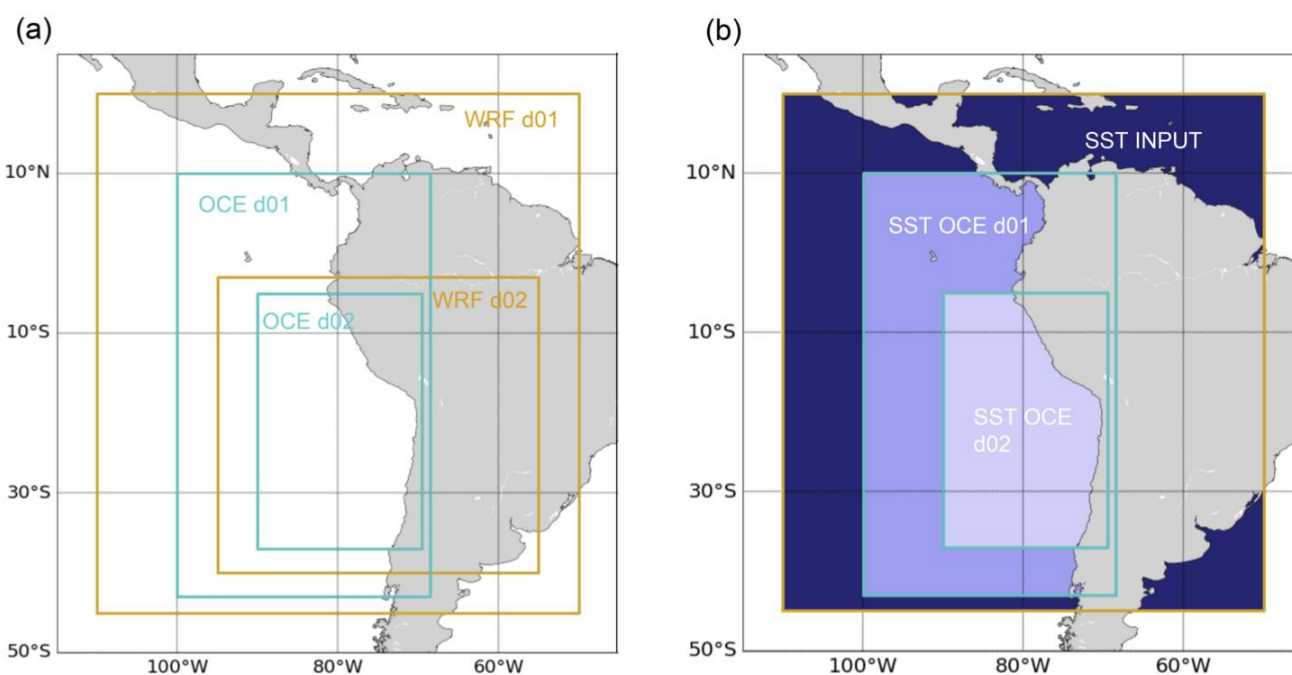 (a)
WRF d01
10°N
OCE d01
WRF d02
OCE d02
10°S
30°S
50°S
100°W 80°W 60°W
(b)
SST INPUT
10°N
SST OCE d01
10°S
SST OCE
d02
30°S
50°S
100°W 80°W 60°W